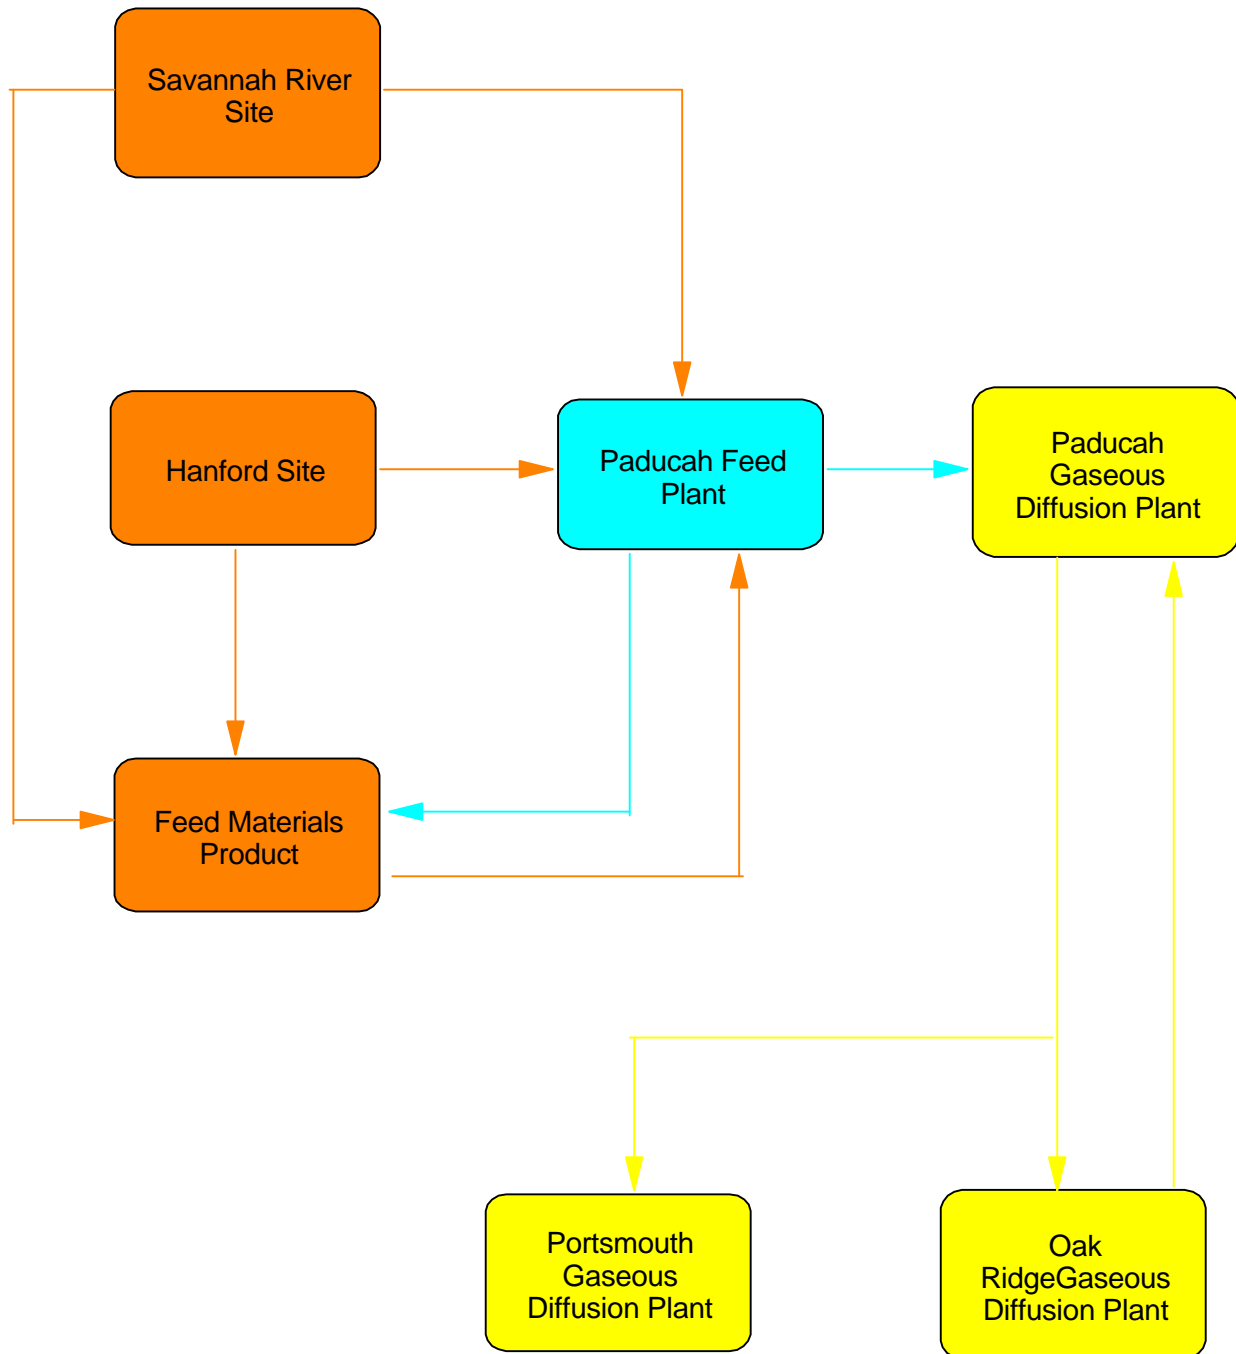 Savannah River
Site
Hanford Site
Paducah Feed
Plant
Paducah
Gaseous
Diffusion Plant
Feed Materials
Product
Portsmouth
Gaseous
Diffusion Plant
Oak
RidgeGaseous
Diffusion Plant